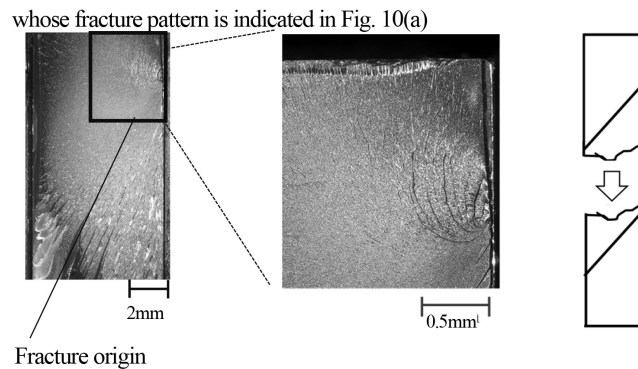 whose fracture pattern is indicated in Fig. 10(a)
2mm
0.5mm
Fracture origin